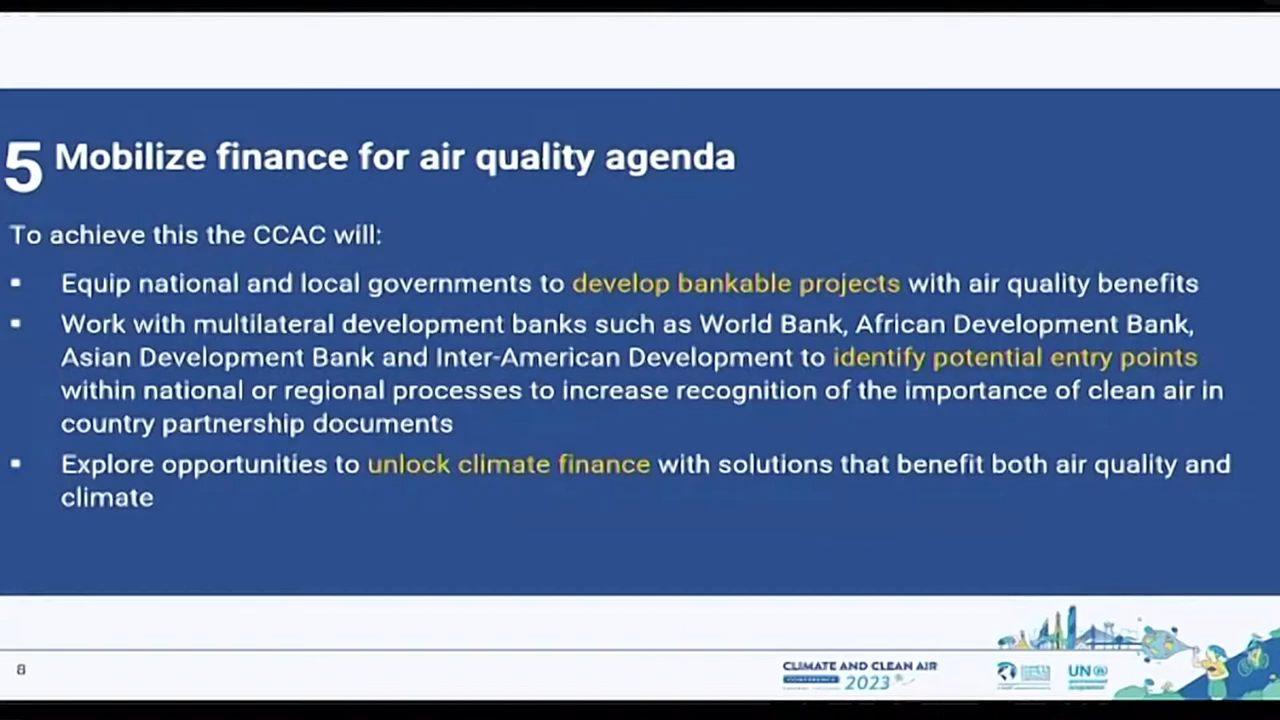 5 Mobilize finance for air quality agenda
To achieve this the CCAC will:
▪ Equip national and local governments to develop bankable projects with air quality benefits
▪ Work with multilateral development banks such as World Bank, African Development Bank,
Asian Development Bank and Inter-American Development to identify potential entry points
within national or regional processes to increase recognition of the importance of clean air in
country partnership documents
▪ Explore opportunities to unlock climate finance with solutions that benefit both air quality and
climate
8
CLIMATE AND CLEAN AIR
CONFERENCE 2023
UN